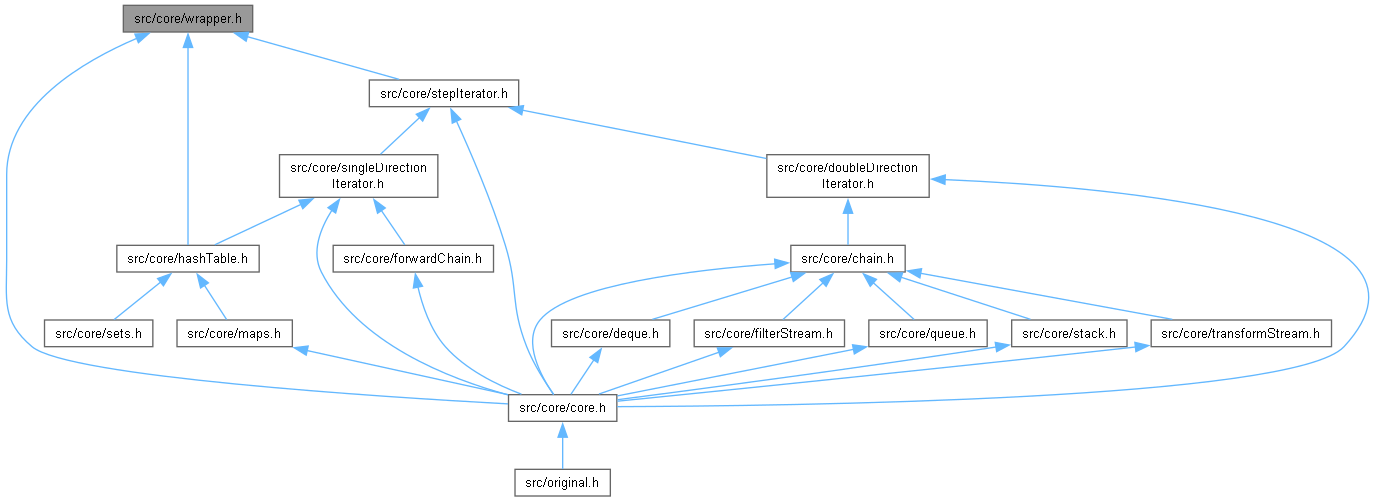 src/core/wrapper.h
src/core/stepIterator.h
src/core/singleDirection
Iterator.h
src/core/doubleDirection
Iterator.h
src/core/hashTable.h
src/core/forwardChain.h
src/core/chain.h
src/core/sets.h
src/core/maps.h
src/core/deque.h
src/core/filterStream.h
src/core/queue.h
src/core/stack.h
src/core/transformStream.h
src/core/core.h
src/original.h